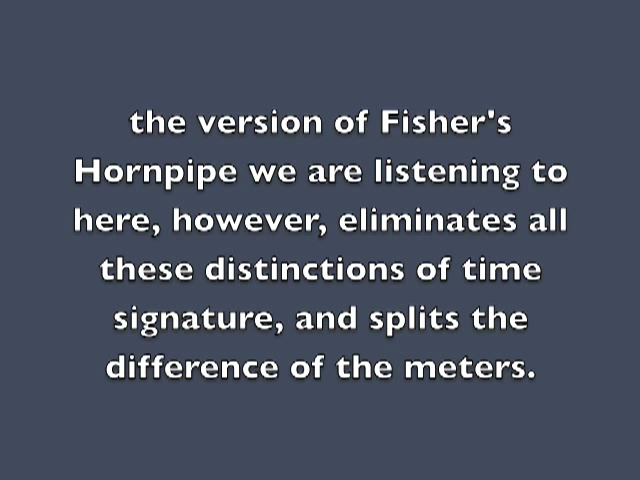 the version of Fisher's
Hornpipe we are listening to
here, however, eliminates all
these distinctions of time
signature, and splits the
difference of the meters.